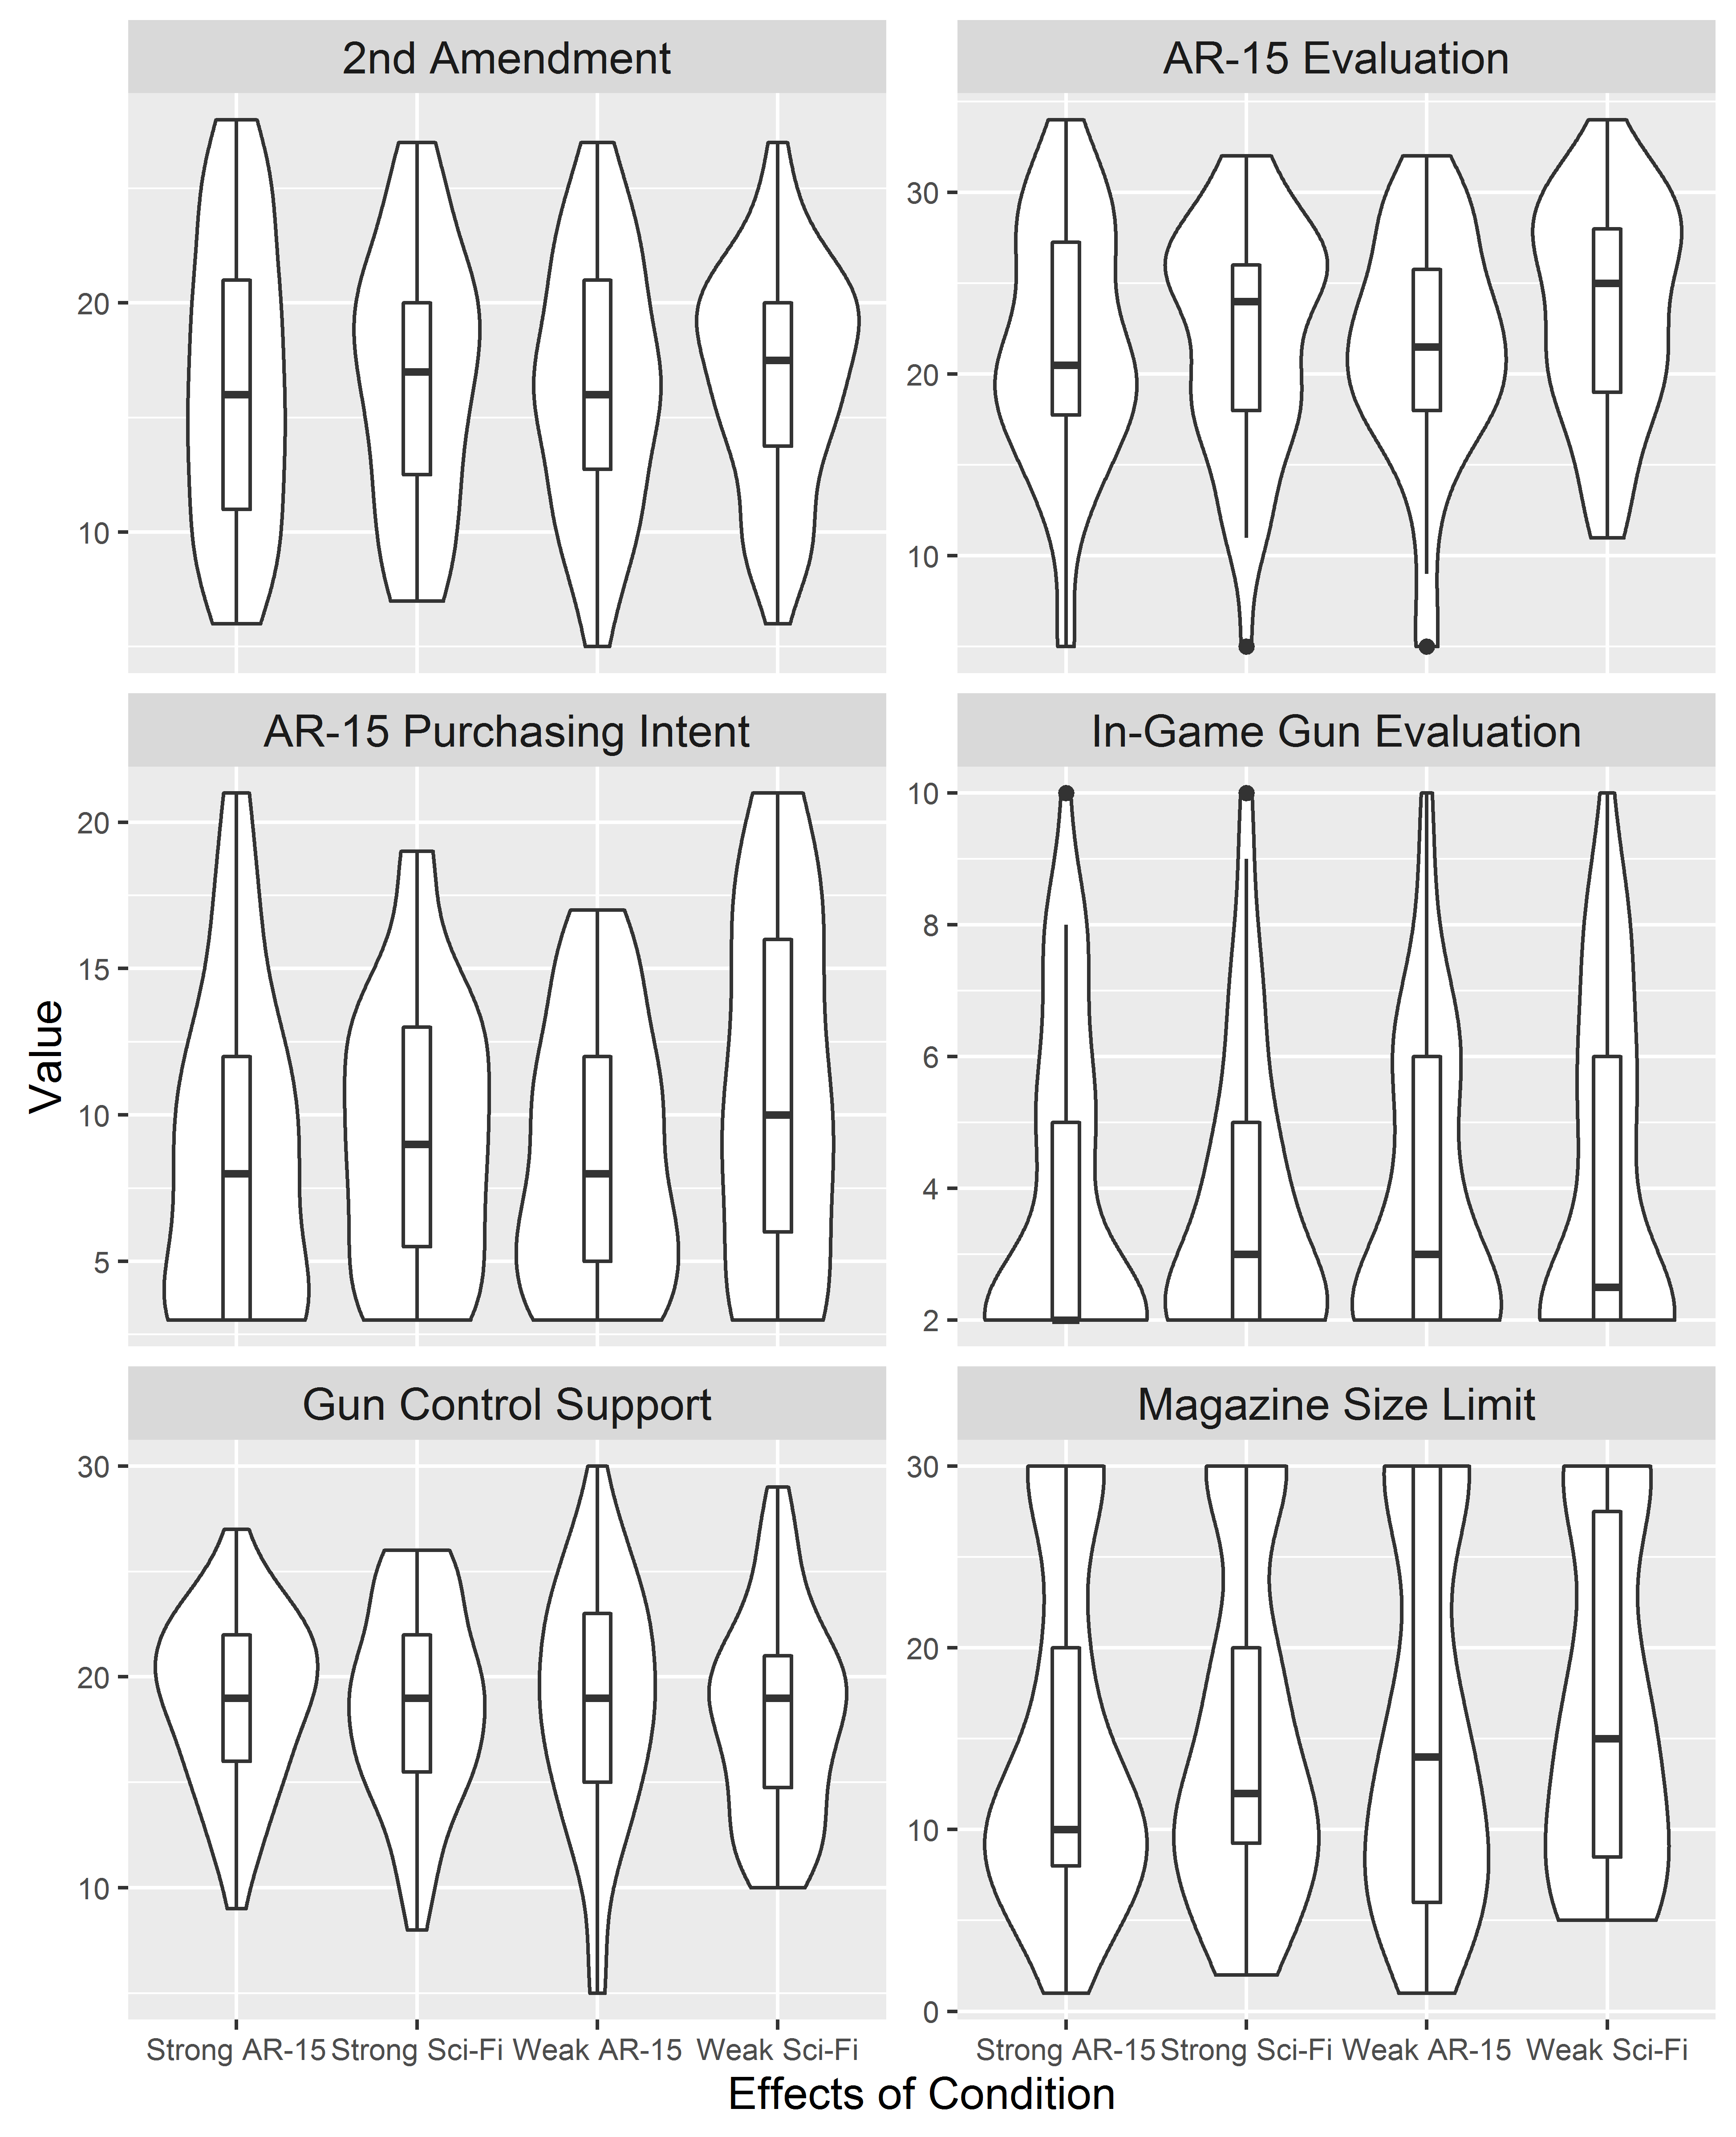 2nd Amendment
AR-15 Evaluation
20
10
30
20
10
AR-15 Purchasing Intent
In-Game Gun Evaluation
20
15
10
5
10
8
6
4
2
Value
Gun Control Support
Magazine Size Limit
30
20
10
30
20
10
0
Strong AR-15 Strong Sci-Fi Weak AR-15 Weak Sci-Fi
Strong AR-15 Strong Sci-Fi Weak AR-15 Weak Sci-Fi
Effects of Condition